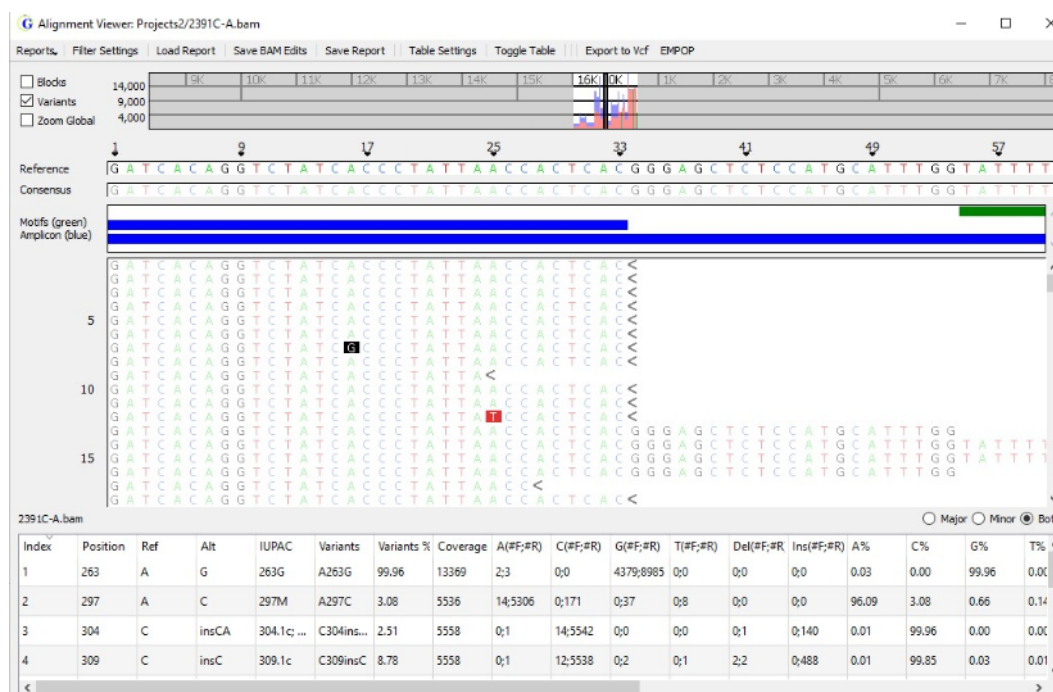 G Alignment Viewer: Projects2/2391C-A.bam
Reports Filter Settings Load Report Save BAM Edits Save Report Table Settings Toggle Table Export to Vcf EMPOP
Blocks
Variants
Zoom Global
14,000
9,000
4,000
9K 10K 11K 12K 13K 14K 15K 16K 0K 1K 2K 3K 4K 5K 6K 7K
1 9 17 25 33 41 49 57
Reference G A T C A C A G G T C T A T C A C C C T A T T A A C C A C T C A C G G G A G C T C T C C A T G C A T T T G G T A T T T T
Consensus G A T C A C A G G T C T A T C A C C C T A T T A A C C A C T C A C G G G A G C T C T C C A T G C A T T T G G T A T T T T
Motifs (green)
Amplicon (blue)
G A T C A C A G G T C T A T C A C C C T A T T A A C C A C T C A C <
G A T C A C A G G T C T A T C A C C C T A T T A A C C A C T C A C <
G A T C A C A G G T C T A T C A C C C T A T T A A C C A C T C A C <
G A T C A C A G G T C T A T C A C C C T A T T A A C C A C T C A C <
5 G A T C A C A G G T C T A T C A C C C T A T T A A C C A C T C A C <
G A T C A C A G G T C T A T C A C C C T A T T A A C C A C T C A C <
G A T C A C A G G T C T A T C G C C C T A T T A A C C A C T C A C <
G A T C A C A G G T C T A T C A C C C T A T T A A C C A C T C A C <
G A T C A C A G G T C T A T C A C C C T A T T A <
10 G A T C A C A G G T C T A T C A C C C T A T T A A C C A C T C A C <
G A T C A C A G G T C T A T C A C C C T A T T A A C C A C T C A C <
G A T C A C A G G T C T A T C A C C C T A T T A T C C A C T C A C <
G A T C A C A G G T C T A T C A C C C T A T T A A C C A C T C A C G G G A G C T C T C C A T G C A T T T G G
G A T C A C A G G T C T A T C A C C C T A T T A A C C A C T C A C G G G A G C T C T C C A T G C A T T T G G T A T T T T
15 G A T C A C A G G T C T A T C A C C C T A T T A A C C A C T C A C G G G A G C T C T C C A T G C A T T T G G T A T T T T
G A T C A C A G G T C T A T C A C C C T A T T A A C C A C T C A C G G G A G C T C T C C A T G C A T T T G G
G A T C A C A G G T C T A T C A C C C T A T T A A C C <
G A T C A C A G G T C T A T C A C C C T A T T A A C C A C T C A C <
2391C-A.bam Major Minor Bot
Index Position Ref Alt IUPAC Variants Variants % Coverage A(#F;#R) C(#F;#R) G(#F;#R) T(#F;#R) Del(#F;#R Ins(#F;#R) A% C% G% T%
1 263 A G 263G A263G 99.96 13369 2;3 0;0 4379;8985 0;0 0;0 0;0 0.03 0.00 99.96 0.00
2 297 A C 297M A297C 3.08 5536 14;5306 0;171 0;37 0;8 0;0 0;0 96.09 3.08 0.66 0.14
3 304 C insCA 304.1c; ... C304ins... 2.51 5558 0;1 14;5542 0;0 0;0 0;1 0;140 0.01 99.96 0.00 0.00
4 309 C insC 309.1c C309insC 8.78 5558 0;1 12;5538 0;2 0;1 2;2 0;488 0.01 99.85 0.03 0.01